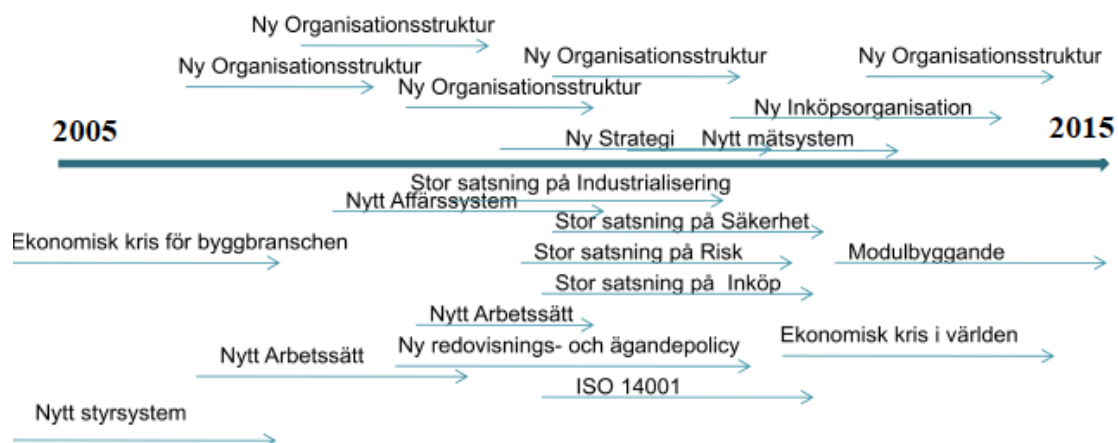 Ny Organisationsstruktur
Ny Organisationsstruktur
Ny Organisationsstruktur
Ny Organisationsstruktur
Ny Organisationsstruktur
Ny Inköpsorganisation
2005
2015
Ny Strategi
Nytt mätsystem
Stor satsning på Industrialisering
Nytt Affärssystem
Stor satsning på Säkerhet
Ekonomisk kris för byggbranschen
Stor satsning på Risk
Modulbyggande
Stor satsning på Inköp
Nytt Arbetssätt
Ekonomisk kris i världen
Ny redovisnings- och ägandepolicy
Nytt Arbetssätt
ISO 14001
Nytt styrsystem